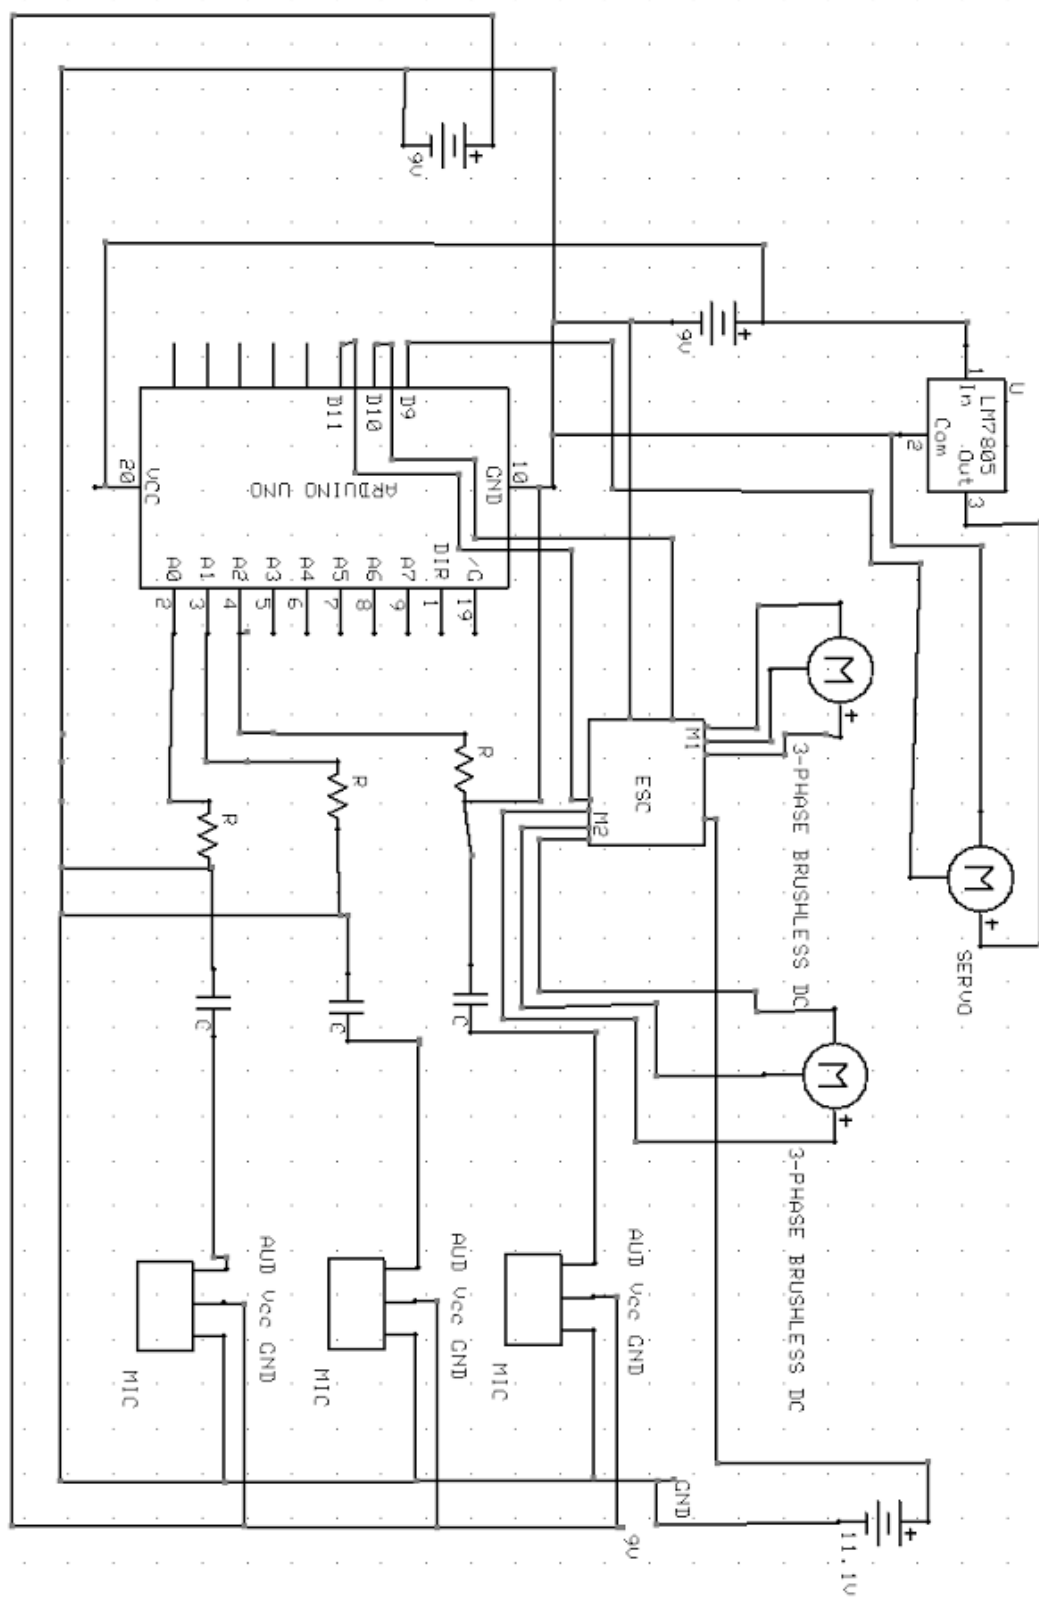 9V
+
9V
+
U
LM7805
1
In
Com
2
Out
3
D11
D10
D9
20
VCC
ARDUINO UNO
GND
10
A0
A1
A2
A3
A4
A5
A6
A7
DIR
/G
2
3
4
5
6
7
8
9
1
19
R
R
R
ESC
M1
M2
M
+
3-PHASE BRUSHLESS DC
M
+
SERVO
C
C
C
M
+
3-PHASE BRUSHLESS DC
AUD Vcc GND
MIC
AUD Vcc GND
MIC
AUD Vcc GND
MIC
GND
9V
+
11.1V